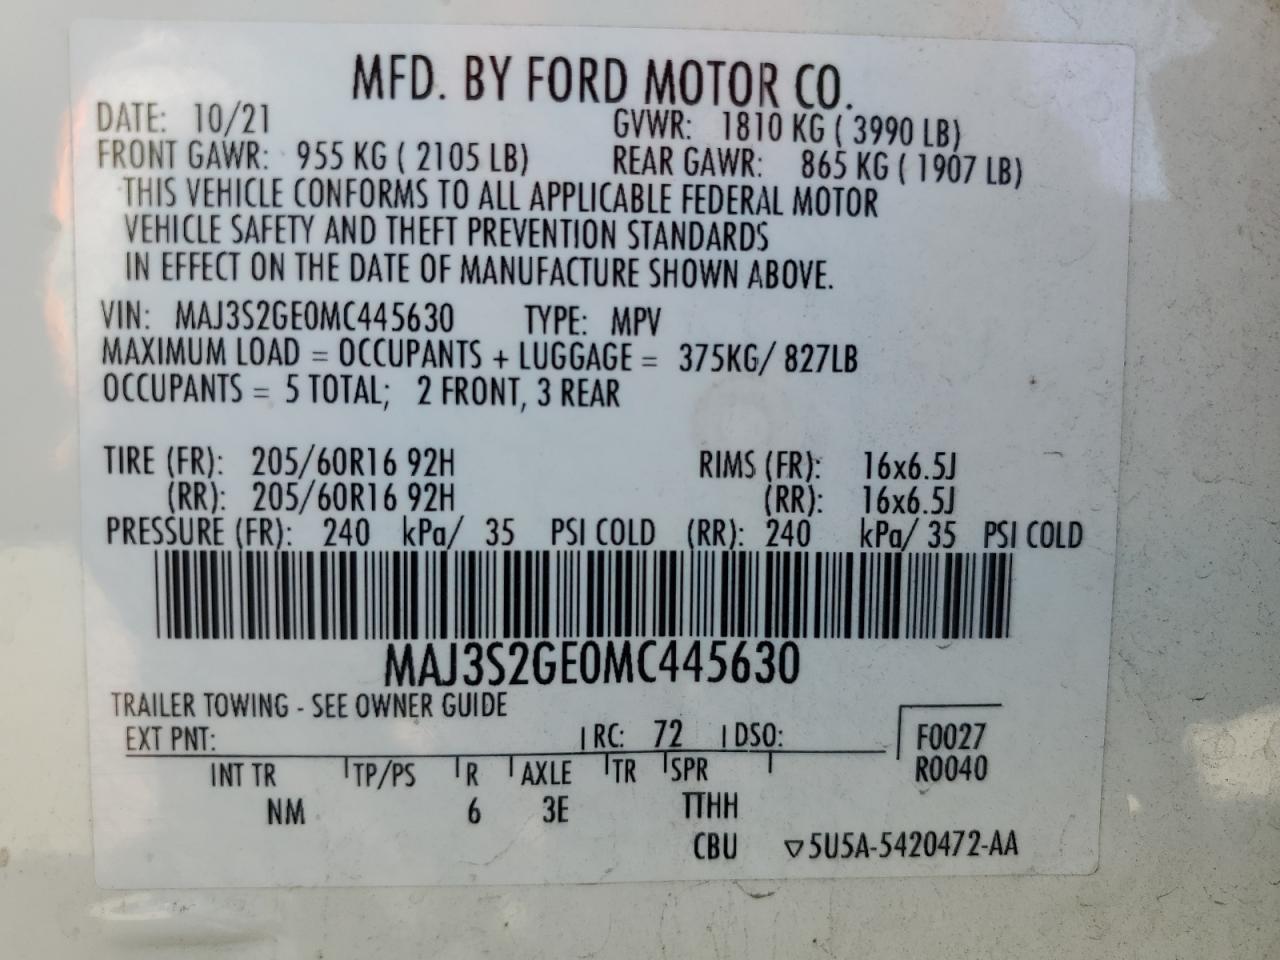 MFD. BY FORD MOTOR CO.
DATE: 10/21 GVWR: 1810 KG ( 3990 LB)
FRONT GAWR: 955 KG ( 2105 LB) REAR GAWR: 865 KG ( 1907 LB)
THIS VEHICLE CONFORMS TO ALL APPLICABLE FEDERAL MOTOR
VEHICLE SAFETY AND THEFT PREVENTION STANDARDS
IN EFFECT ON THE DATE OF MANUFACTURE SHOWN ABOVE.
VIN: MAJ3S2GE0MC445630 TYPE: MPV
MAXIMUM LOAD = OCCUPANTS + LUGGAGE = 375KG/ 827LB
OCCUPANTS = 5 TOTAL; 2 FRONT, 3 REAR
TIRE (FR): 205/60R16 92H RIMS (FR): 16x6.5J
(RR): 205/60R16 92H (RR): 16x6.5J
PRESSURE (FR): 240 kPa/ 35 PSI COLD (RR): 240 kPa/ 35 PSI COLD
MAJ3S2GE0MC445630
TRAILER TOWING - SEE OWNER GUIDE
EXT PNT: RC: 72 DSO: F0027
INT TR TP/PS R AXLE TR SPR R0040
NM 6 3E TTHH
CBU ▽5U5A-5420472-AA